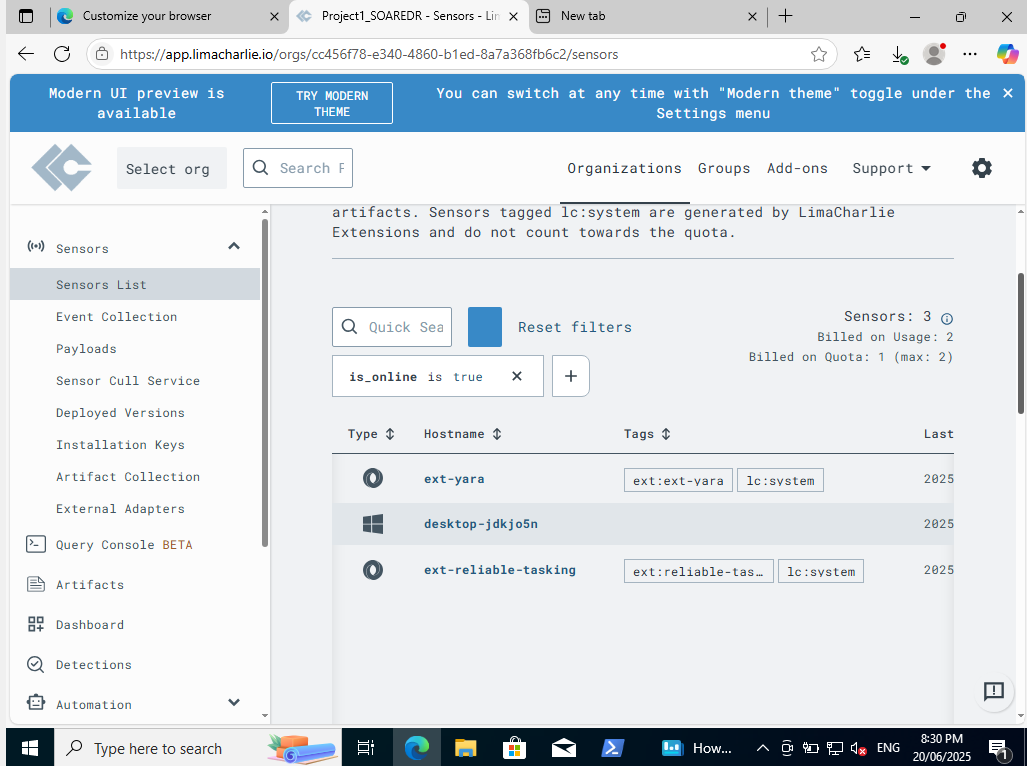 Customize your browser
Project1_SOAREDR - Sensors - Lin
New tab
https://app.limacharlie.io/orgs/cc456f78-e340-4860-b1ed-8a7a368fb6c2/sensors
Modern UI preview is
available
TRY MODERN
THEME
You can switch at any time with "Modern theme" toggle under the
Settings menu
Select org
Search F
Organizations
Groups
Add-ons
Support
artifacts. Sensors tagged lc:system are generated by LimaCharlie
Extensions and do not count towards the quota.
Sensors
Sensors List
Event Collection
Payloads
Sensor Cull Service
Deployed Versions
Installation Keys
Artifact Collection
External Adapters
Query Console BETA
Artifacts
Dashboard
Detections
Automation
Quick Sea
Reset filters
Sensors: 3
Billed on Usage: 2
Billed on Quota: 1 (max: 2)
is_online is true
Type
Hostname
Tags
Last
ext-yara
ext:ext-yara
lc:system
2025
desktop-jdkjo5n
2025
ext-reliable-tasking
ext:reliable-tas…
lc:system
2025
Type here to search
How...
ENG
8:30 PM
20/06/2025
1